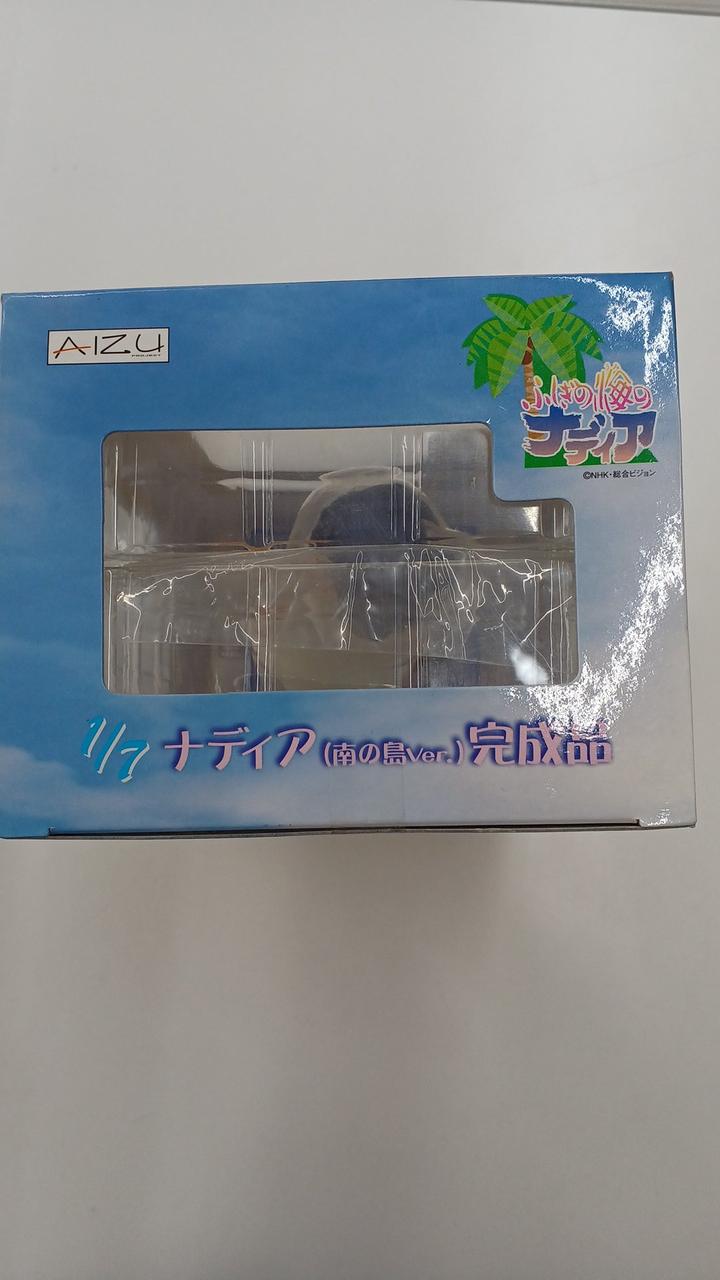 AIZU
PROJECT
ふしぎの海の
ナディア
©NHK・総合ビジョン
1/7 ナディア(南の島Ver.)完成品